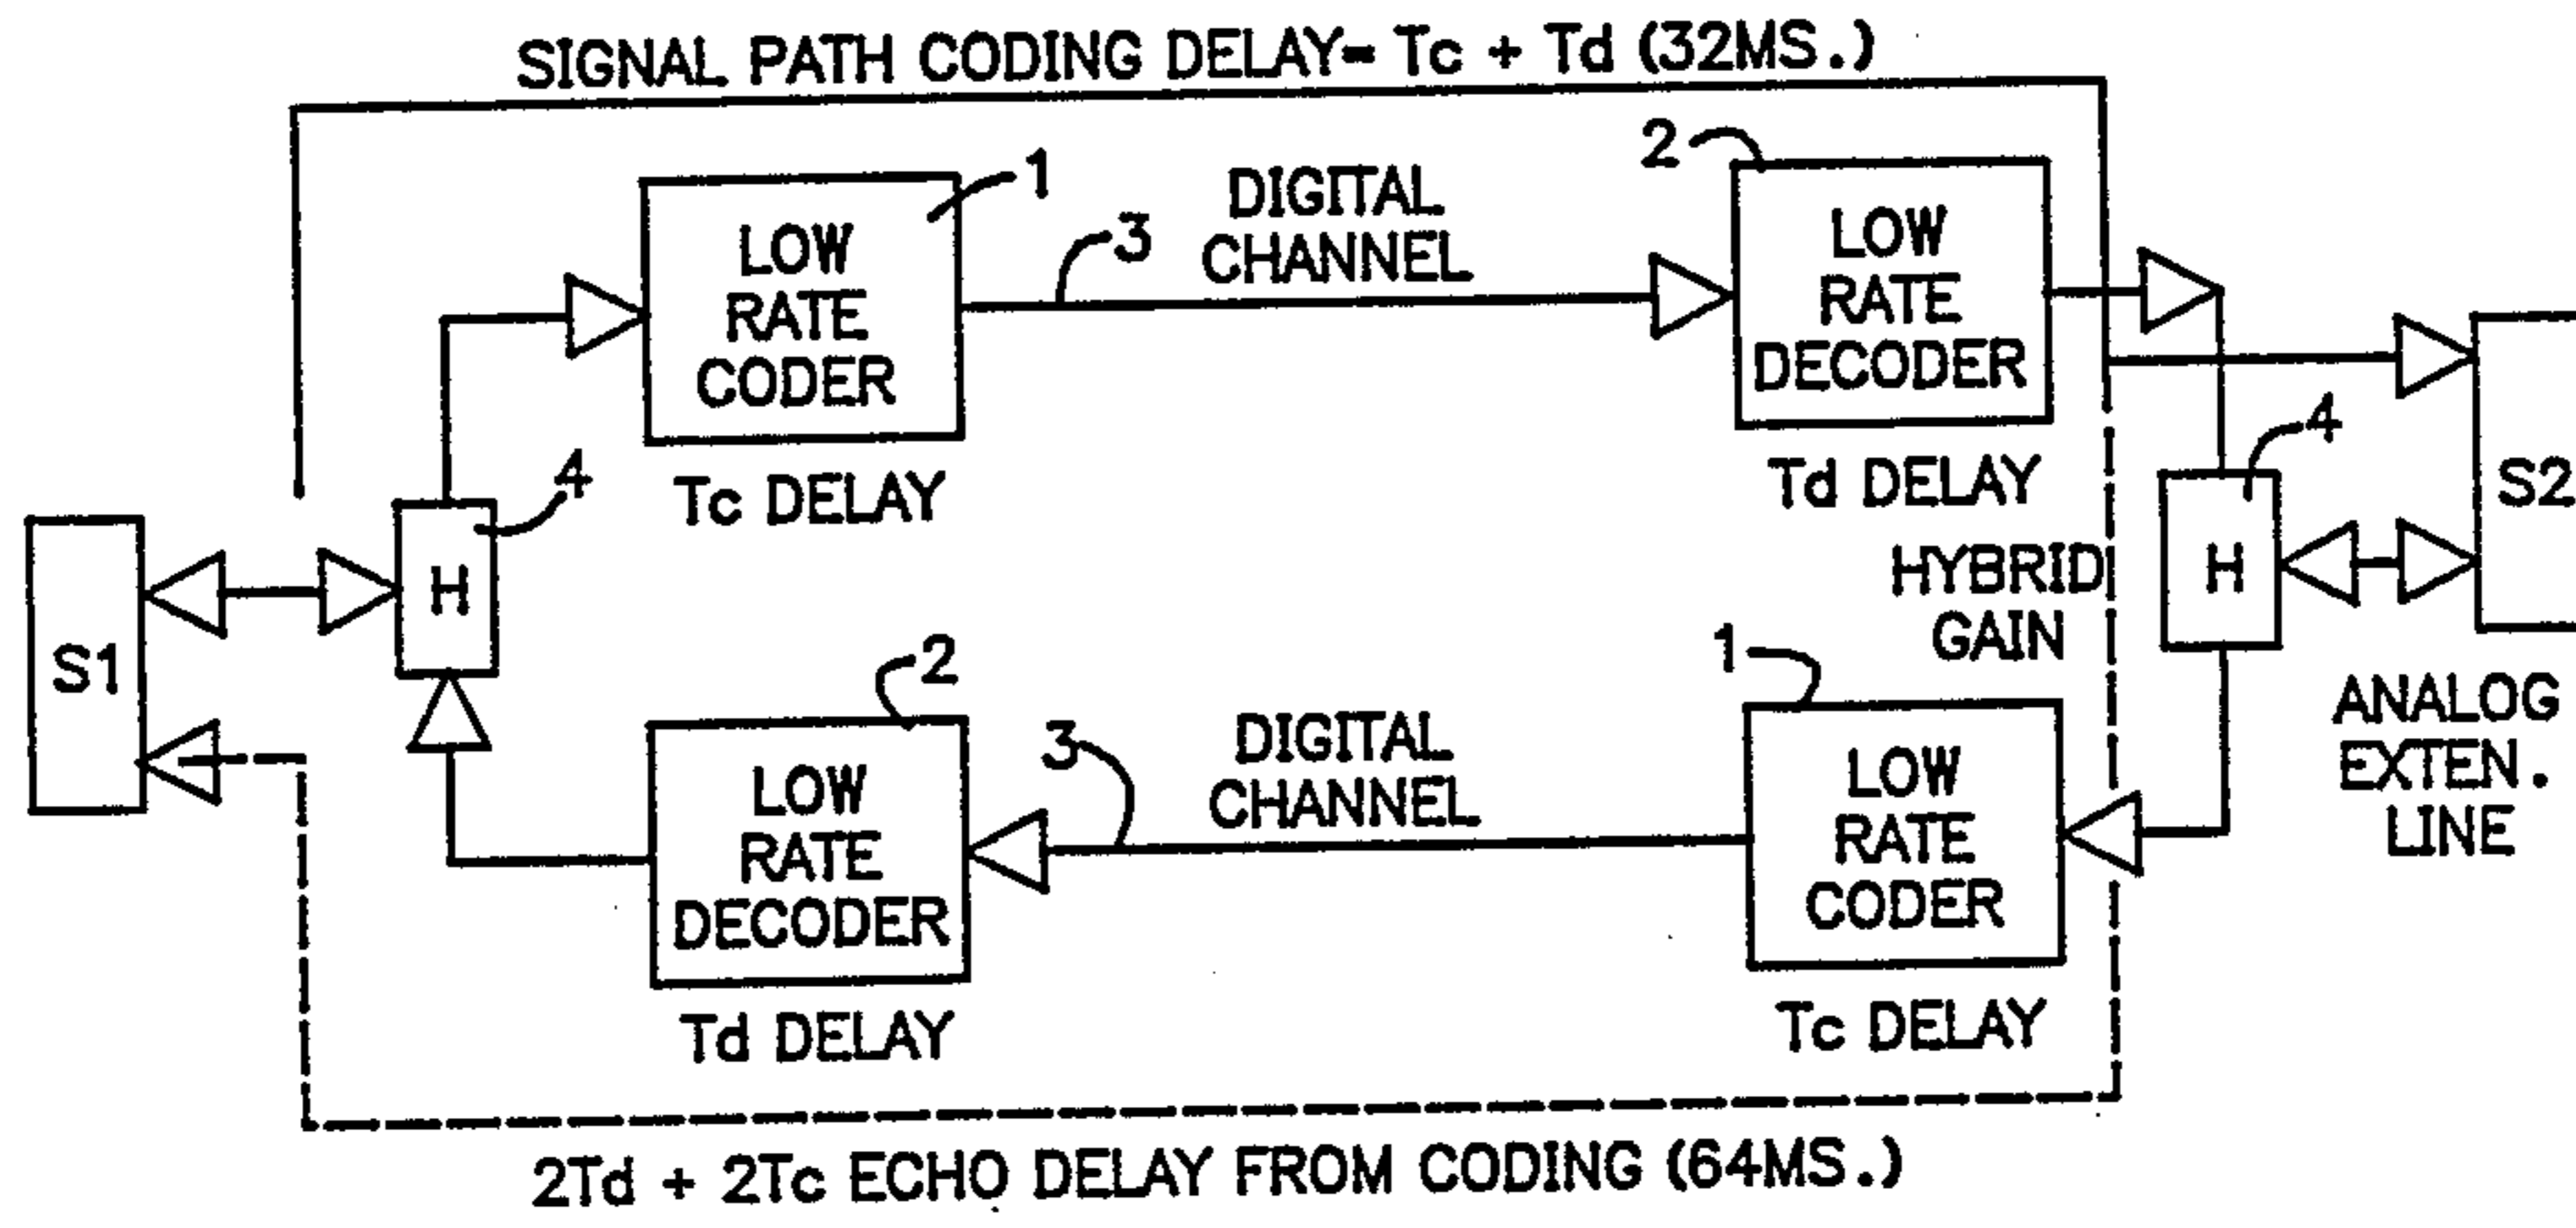 SIGNAL PATH CODING DELAY= Tc + Td (32MS.)
1
2
3
DIGITAL
CHANNEL
LOW
RATE
CODER
LOW
RATE
DECODER
Tc DELAY
Td DELAY
4
4
S1
H
H
S2
HYBRID
GAIN
2
1
3
DIGITAL
CHANNEL
ANALOG
EXTEN.
LINE
LOW
RATE
DECODER
LOW
RATE
CODER
Td DELAY
Tc DELAY
2Td + 2Tc ECHO DELAY FROM CODING (64MS.)